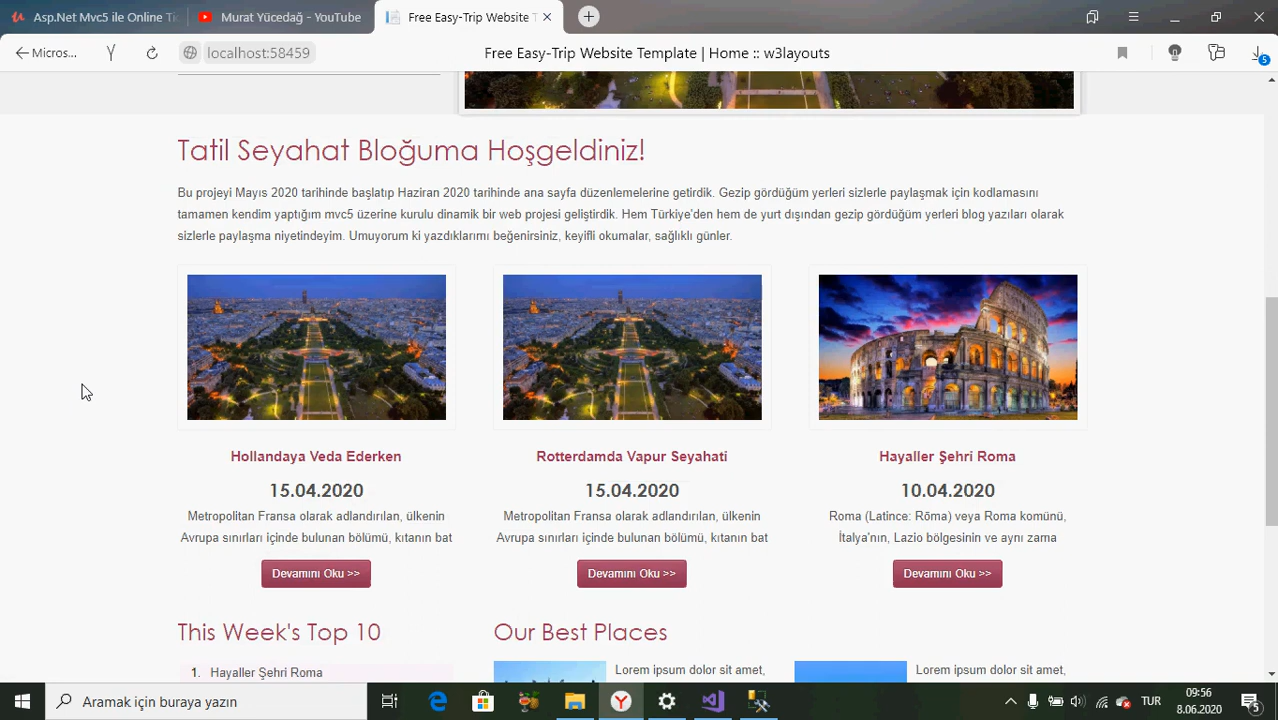 Asp.Net Mvc5 ile Online Ti
Murat Yücedağ - YouTube
Free Easy-Trip Website T
Micros...
localhost:58459
Free Easy-Trip Website Template | Home :: w3layouts
5
Tatil Seyahat Bloğuma Hoşgeldiniz!
Bu projeyi Mayıs 2020 tarihinde başlatıp Haziran 2020 tarihinde ana sayfa düzenlemelerine getirdik. Gezip gördüğüm yerleri sizlerle paylaşmak için kodlamasını
tamamen kendim yaptığım mvc5 üzerine kurulu dinamik bir web projesi geliştirdik. Hem Türkiye'den hem de yurt dışından gezip gördüğüm yerleri blog yazıları olarak
sizlerle paylaşma niyetindeyim. Umuyorum ki yazdıklarımı beğenirsiniz, keyifli okumalar, sağlıklı günler.
Hollandaya Veda Ederken
15.04.2020
Metropolitan Fransa olarak adlandırılan, ülkenin
Avrupa sınırları içinde bulunan bölümü, kıtanın bat
Devamını Oku >>
Rotterdamda Vapur Seyahati
15.04.2020
Metropolitan Fransa olarak adlandırılan, ülkenin
Avrupa sınırları içinde bulunan bölümü, kıtanın bat
Devamını Oku >>
Hayaller Şehri Roma
10.04.2020
Roma (Latince: Rōma) veya Roma komünü,
İtalya'nın, Lazio bölgesinin ve aynı zama
Devamını Oku >>
This Week's Top 10
1. Hayaller Şehri Roma
Our Best Places
Lorem ipsum dolor sit amet,
Lorem ipsum dolor sit amet,
Aramak için buraya yazın
TUR
09:56
8.06.2020
5